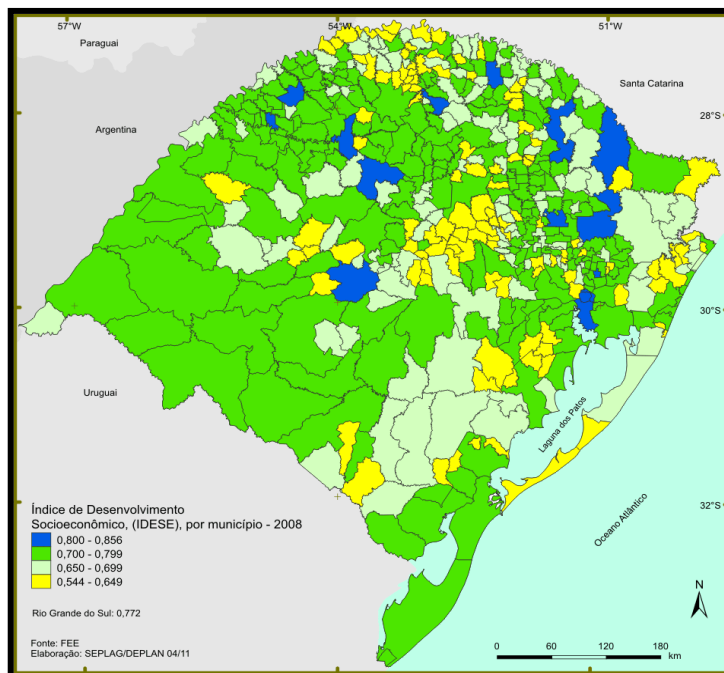 57°W
54°W
51°W
Paraguai
Santa Catarina
28°S
Argentina
30°S
Uruguai
Laguna dos Patos
32°S
Oceano Atlântico
Índice de Desenvolvimento
Socioeconômico, (IDESE), por município - 2008
0,800 - 0,856
0,700 - 0,799
0,650 - 0,699
0,544 - 0,649
Rio Grande do Sul: 0,772
Fonte: FEE
Elaboração: SEPLAG/DEPLAN 04/11
N
0 60 120 180
km